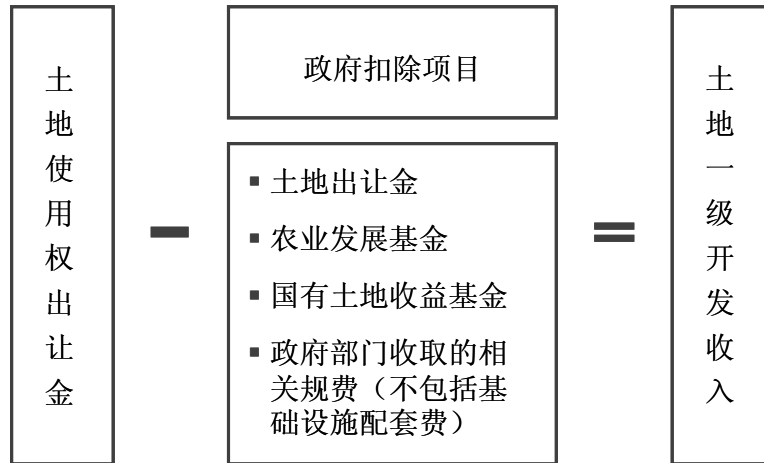 土地使用权出让金
━
政府扣除项目
▪ 土地出让金
▪ 农业发展基金
▪ 国有土地收益基金
▪ 政府部门收取的相
关规费（不包括基
础设施配套费）
=
土地一级开发收入